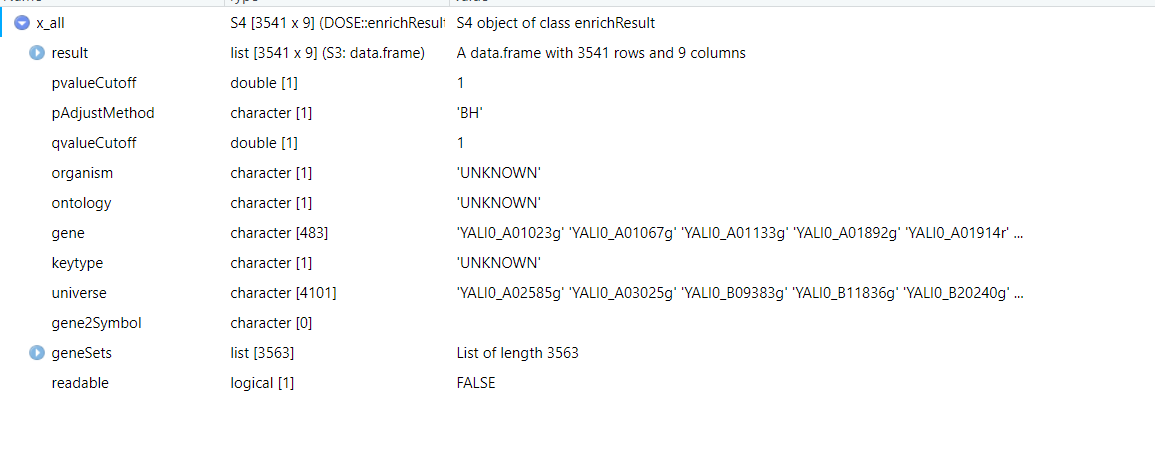 x_all S4 [3541 x 9] (DOSE::enrichResul S4 object of class enrichResult
result list [3541 x 9] (S3: data.frame) A data.frame with 3541 rows and 9 columns
pvalueCutoff double [1] 1
pAdjustMethod character [1] 'BH'
qvalueCutoff double [1] 1
organism character [1] 'UNKNOWN'
ontology character [1] 'UNKNOWN'
gene character [483] 'YALI0_A01023g' 'YALI0_A01067g' 'YALI0_A01133g' 'YALI0_A01892g' 'YALI0_A01914r' ...
keytype character [1] 'UNKNOWN'
universe character [4101] 'YALI0_A02585g' 'YALI0_A03025g' 'YALI0_B09383g' 'YALI0_B11836g' 'YALI0_B20240g' ...
gene2Symbol character [0]
geneSets list [3563] List of length 3563
readable logical [1] FALSE